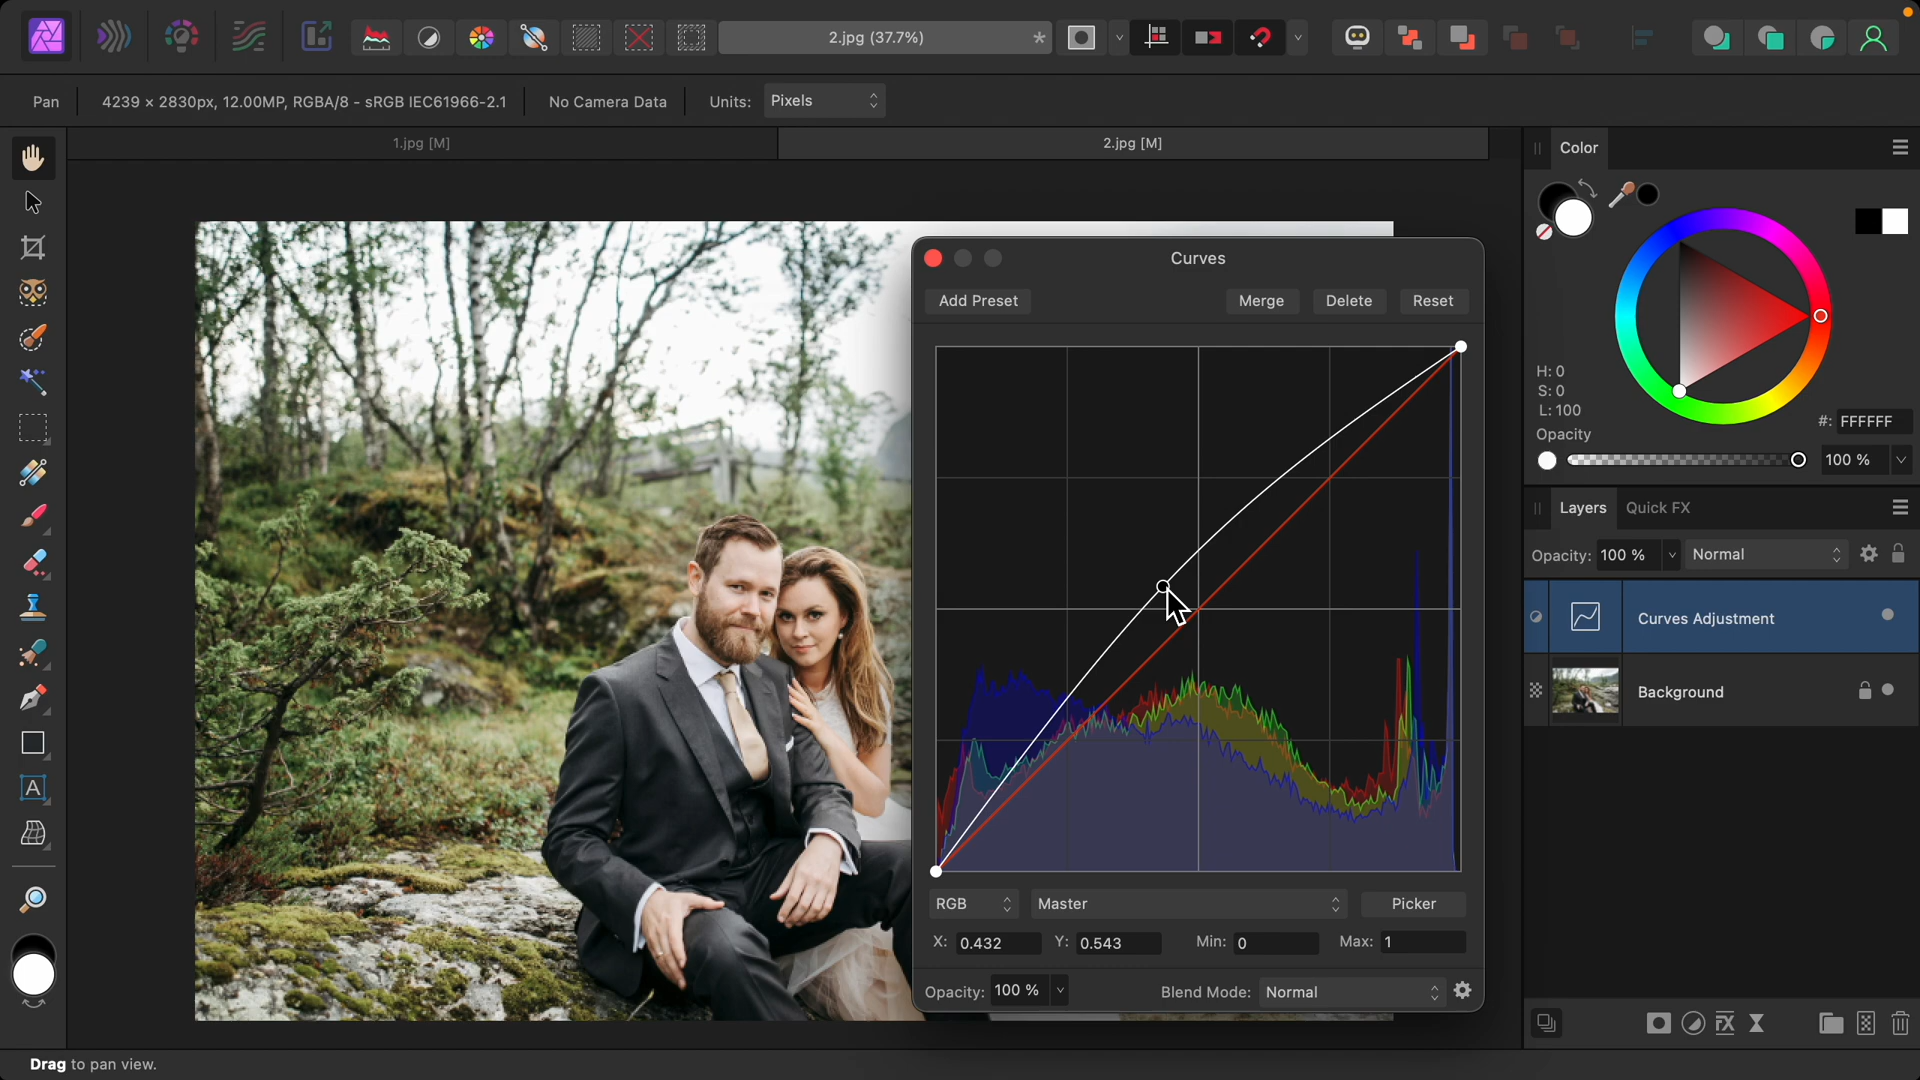 2.jpg (37.7%)
*
Pan
4239 × 2830px, 12.00MP, RGBA/8 - sRGB IEC61966-2.1
No Camera Data
Units:
Pixels
1.jpg [M]
2.jpg [M]
Color
H: 0
S: 0
L: 100
#: FFFFFF
Opacity
100 %
Curves
Add Preset
Merge
Delete
Reset
RGB
Master
Picker
X: 0.432
Y: 0.543
Min: 0
Max: 1
Opacity: 100 %
Blend Mode: Normal
Layers
Quick FX
Opacity: 100 %
Normal
Curves Adjustment
Background
A
FX
Drag to pan view.